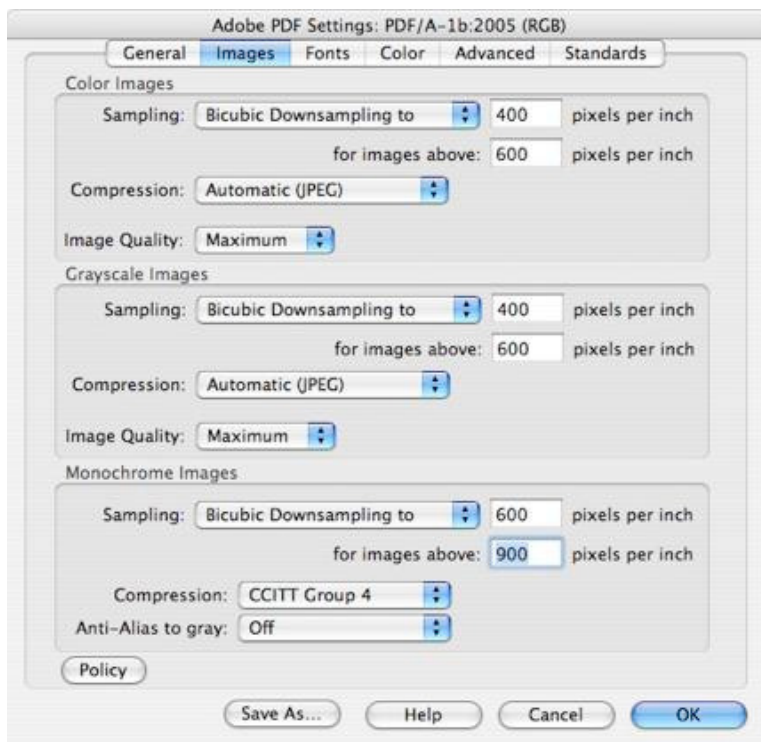 Adobe PDF Settings: PDF/A-1b:2005 (RGB)
General Images Fonts Color Advanced Standards
Color Images
Sampling: Bicubic Downsampling to 400 pixels per inch
for images above: 600 pixels per inch
Compression: Automatic (JPEG)
Image Quality: Maximum
Grayscale Images
Sampling: Bicubic Downsampling to 400 pixels per inch
for images above: 600 pixels per inch
Compression: Automatic (JPEG)
Image Quality: Maximum
Monochrome Images
Sampling: Bicubic Downsampling to 600 pixels per inch
for images above: 900 pixels per inch
Compression: CCITT Group 4
Anti-Alias to gray: Off
Policy
Save As... Help Cancel OK